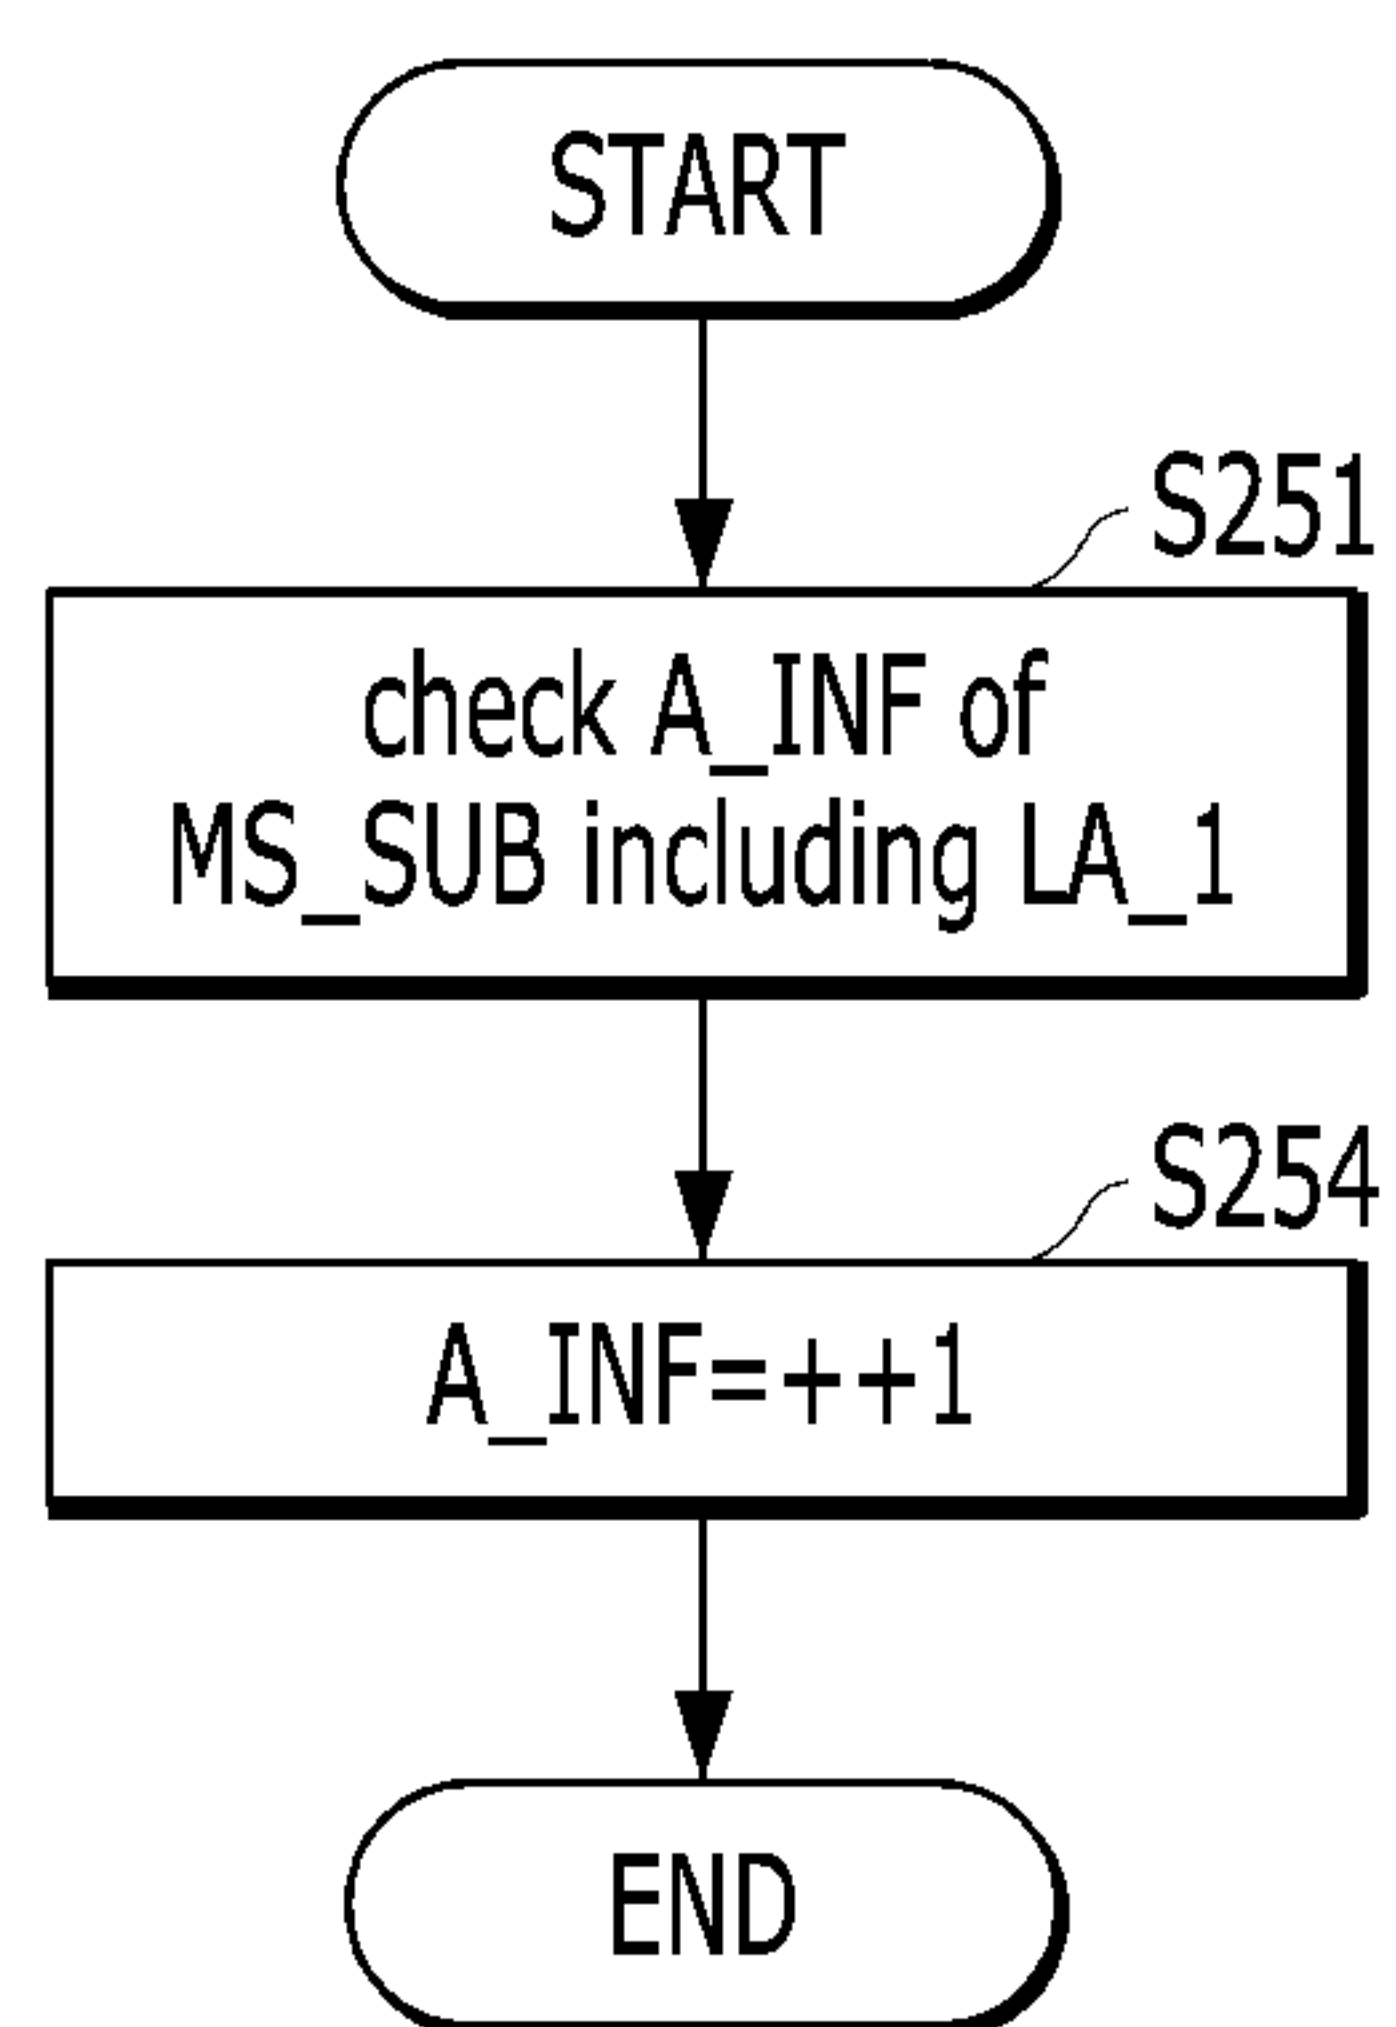 START
S251
check A_INF of
MS_SUB including LA_1
S254
A_INF=++1
END